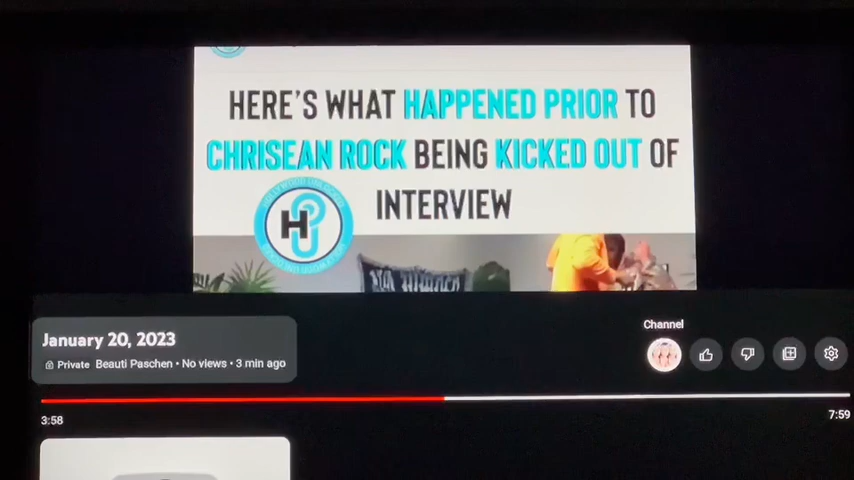 HERE'S WHAT HAPPENED PRIOR TO
CHRISEAN ROCK BEING KICKED OUT OF
INTERVIEW
HU
Channel
January 20, 2023
Private Beauti Paschen • No views • 3 min ago
3:58
7:59